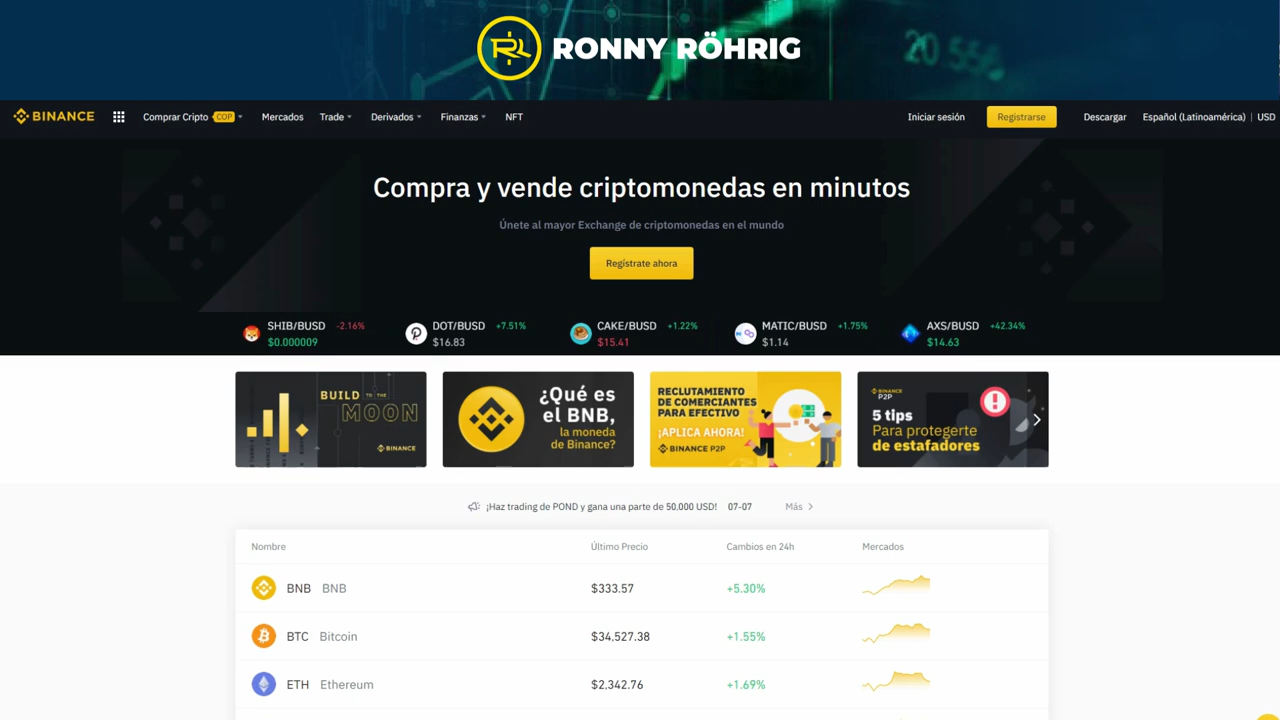 RONNY RÖHRIG
20 556
BINANCE
Comprar Cripto COP
Mercados
Trade
Derivados
Finanzas
NFT
Iniciar sesión
Registrarse
Descargar
Español (Latinoamérica) | USD
Compra y vende criptomonedas en minutos
Únete al mayor Exchange de criptomonedas en el mundo
Regístrate ahora
SHIB/BUSD -2.16%
$0.000009
DOT/BUSD +7.51%
$16.83
CAKE/BUSD +1.22%
$15.41
MATIC/BUSD +1.75%
$1.14
AXS/BUSD +42.34%
$14.63
BUILD TO THE
MOON
BINANCE
¿Qué es
el BNB,
la moneda
de Binance?
RECLUTAMIENTO
DE COMERCIANTES
PARA EFECTIVO
¡APLICA AHORA!
BINANCE P2P
BINANCE
P2P
5 tips
Para protegerte
de estafadores
¡Haz trading de POND y gana una parte de 50.000 USD! 07-07 Más
Nombre Último Precio Cambios en 24h Mercados
BNB BNB $333.57 +5.30%
BTC Bitcoin $34,527.38 +1.55%
ETH Ethereum $2,342.76 +1.69%